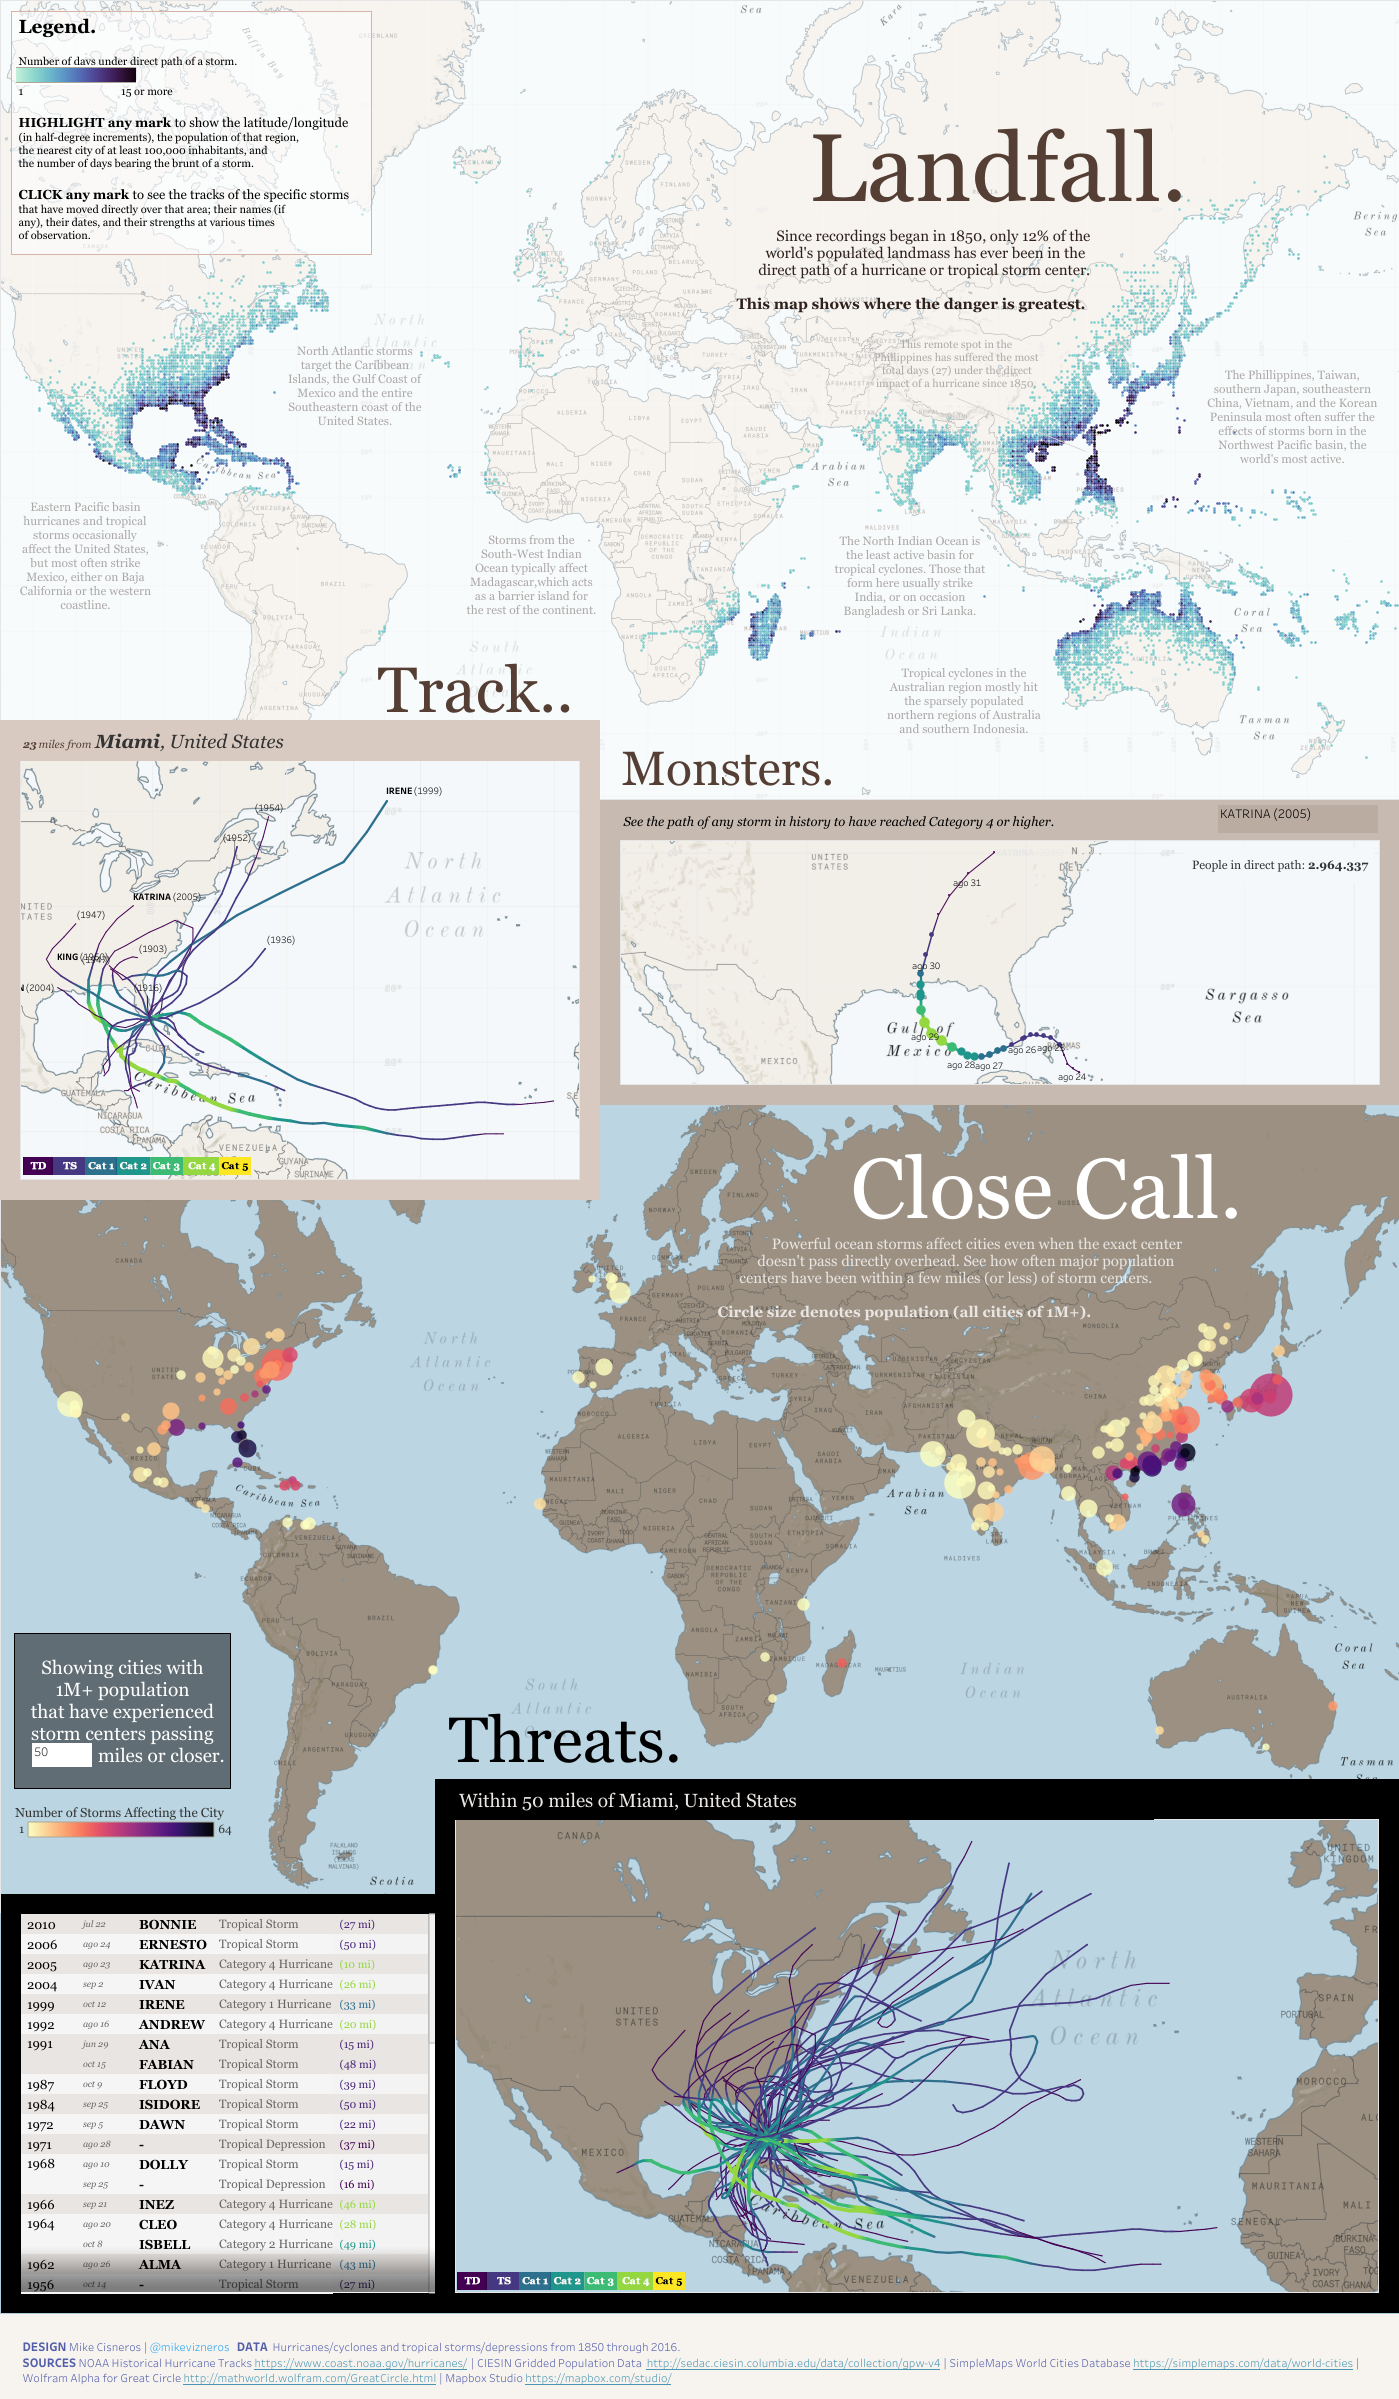 Legend.
Number of days under direct path of a storm.
1 15 or more
HIGHLIGHT any mark to show the latitude/longitude
(in half-degree increments), the population of that region,
the nearest city of at least 100,000 inhabitants, and
the number of days bearing the brunt of a storm.
CLICK any mark to see the tracks of the specific storms
that have moved directly over that area; their names (if
any), their dates, and their strengths at various times
of observation.
Landfall.
Since recordings began in 1850, only 12% of the
world's populated landmass has ever been in the
direct path of a hurricane or tropical storm center.
This map shows where the danger is greatest.
This remote spot in the
Phillippines has suffered the most
total days (27) under the direct
impact of a hurricane since 1850.
North Atlantic storms
target the Caribbean
Islands, the Gulf Coast of
Mexico and the entire
Southeastern coast of the
United States.
The Phillippines, Taiwan,
southern Japan, southeastern
China, Vietnam, and the Korean
Peninsula most often suffer the
effects of storms born in the
Northwest Pacific basin, the
world's most active.
Eastern Pacific basin
hurricanes and tropical
storms occasionally
affect the United States,
but most often strike
Mexico, either on Baja
California or the western
coastline.
Storms from the
South-West Indian
Ocean typically affect
Madagascar,which acts
as a barrier island for
the rest of the continent.
The North Indian Ocean is
the least active basin for
tropical cyclones. Those that
form here usually strike
India, or on occasion
Bangladesh or Sri Lanka.
Tropical cyclones in the
Australian region mostly hit
the sparsely populated
northern regions of Australia
and southern Indonesia.
Bering
Sea
Arabian
Sea
Caribbean Sea
Coral
Sea
Indian
Ocean
Tasman
Sea
Track..
23 miles from Miami, United States
IRENE (1999)
(1954)
(1952)
KATRINA (2005)
(1947)
(1936)
(1903)
KING
(1916)
(2004)
North
Atlantic
Ocean
CUBA
Caribbean Sea
GUATEMALA
NICARAGUA
COSTA RICA
PANAMA
VENEZUELA
GUYANA
SURINAME
TD TS Cat 1 Cat 2 Cat 3 Cat 4 Cat 5
Monsters.
See the path of any storm in history to have reached Category 4 or higher.
KATRINA (2005)
People in direct path: 2.964.337
UNITED
STATES
MEXICO
Gulf of
Mexico
Sargasso
Sea
ago 31
ago 30
ago 29
ago 28
ago 27
ago 26
ago 25
ago 24
Close Call.
Powerful ocean storms affect cities even when the exact center
doesn't pass directly overhead. See how often major population
centers have been within a few miles (or less) of storm centers.
Circle size denotes population (all cities of 1M+).
North
Atlantic
Ocean
Caribbean Sea
Arabian
Sea
South
Atlantic
Indian
Ocean
Coral
Sea
Tasman
Scotia
Showing cities with
1M+ population
that have experienced
storm centers passing
50 miles or closer.
Number of Storms Affecting the City
1 64
Threats.
Within 50 miles of Miami, United States
CANADA
UNITED
STATES
MEXICO
North
Atlantic
Ocean
Caribbean Sea
UNITED
KINGDOM
SPAIN
PORTUGAL
MOROCCO
WESTERN
SAHARA
MAURITANIA
MALI
SENEGAL
GUINEA
BURKINA
FASO
IVORY
COAST
GHANA
GUATEMALA
NICARAGUA
COSTA RICA
PANAMA
VENEZUELA
TD TS Cat 1 Cat 2 Cat 3 Cat 4 Cat 5
2010 jul 22 BONNIE Tropical Storm (27 mi)
2006 ago 24 ERNESTO Tropical Storm (50 mi)
2005 ago 23 KATRINA Category 4 Hurricane (10 mi)
2004 sep 2 IVAN Category 4 Hurricane (26 mi)
1999 oct 12 IRENE Category 1 Hurricane (33 mi)
1992 ago 16 ANDREW Category 4 Hurricane (20 mi)
1991 jun 29 ANA Tropical Storm (15 mi)
oct 15 FABIAN Tropical Storm (48 mi)
1987 oct 9 FLOYD Tropical Storm (39 mi)
1984 sep 25 ISIDORE Tropical Storm (50 mi)
1972 sep 5 DAWN Tropical Storm (22 mi)
1971 ago 28 - Tropical Depression (37 mi)
1968 ago 10 DOLLY Tropical Storm (15 mi)
sep 25 - Tropical Depression (16 mi)
1966 sep 21 INEZ Category 4 Hurricane (46 mi)
1964 ago 20 CLEO Category 4 Hurricane (28 mi)
oct 8 ISBELL Category 2 Hurricane (49 mi)
1962 ago 26 ALMA Category 1 Hurricane (43 mi)
1956 oct 14 - Tropical Storm (27 mi)
DESIGN Mike Cisneros | @mikevizneros DATA Hurricanes/cyclones and tropical storms/depressions from 1850 through 2016.
SOURCES NOAA Historical Hurricane Tracks https://www.coast.noaa.gov/hurricanes/ | CIESIN Gridded Population Data http://sedac.ciesin.columbia.edu/data/collection/gpw-v4 | SimpleMaps World Cities Database https://simplemaps.com/data/world-cities |
Wolfram Alpha for Great Circle http://mathworld.wolfram.com/GreatCircle.html | Mapbox Studio https://mapbox.com/studio/